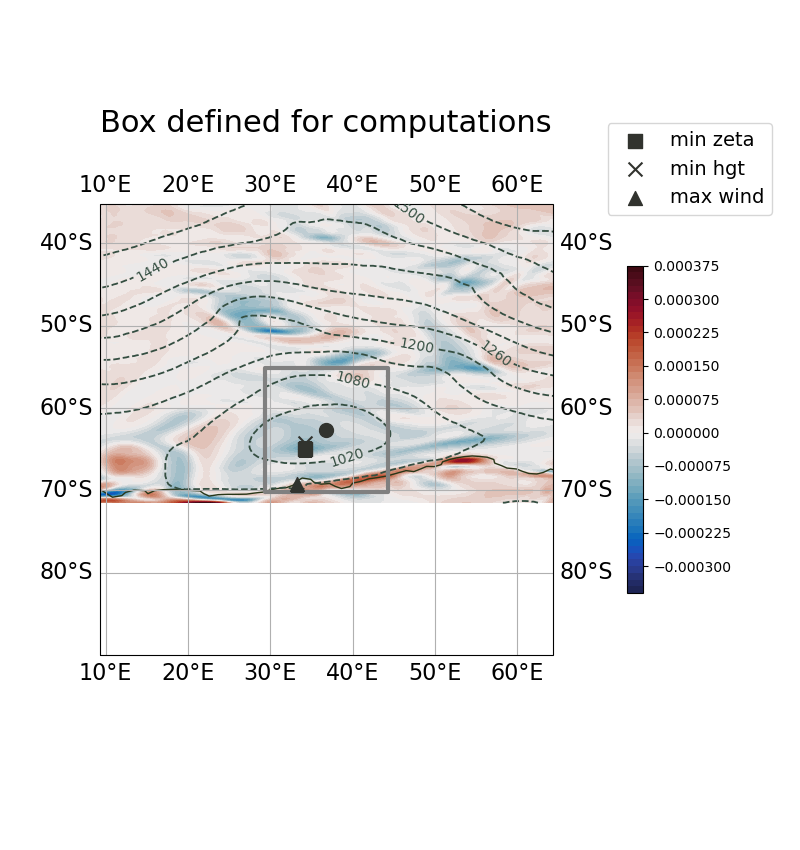 Box defined for computations
min zeta
min hgt
max wind
10°E 20°E 30°E 40°E 50°E 60°E
40°S 40°S
50°S 50°S
60°S 60°S
70°S 70°S
80°S 80°S
10°E 20°E 30°E 40°E 50°E 60°E
1500
1440
1200
1260
1080
1020
0.000375
0.000300
0.000225
0.000150
0.000075
0.000000
−0.000075
−0.000150
−0.000225
−0.000300